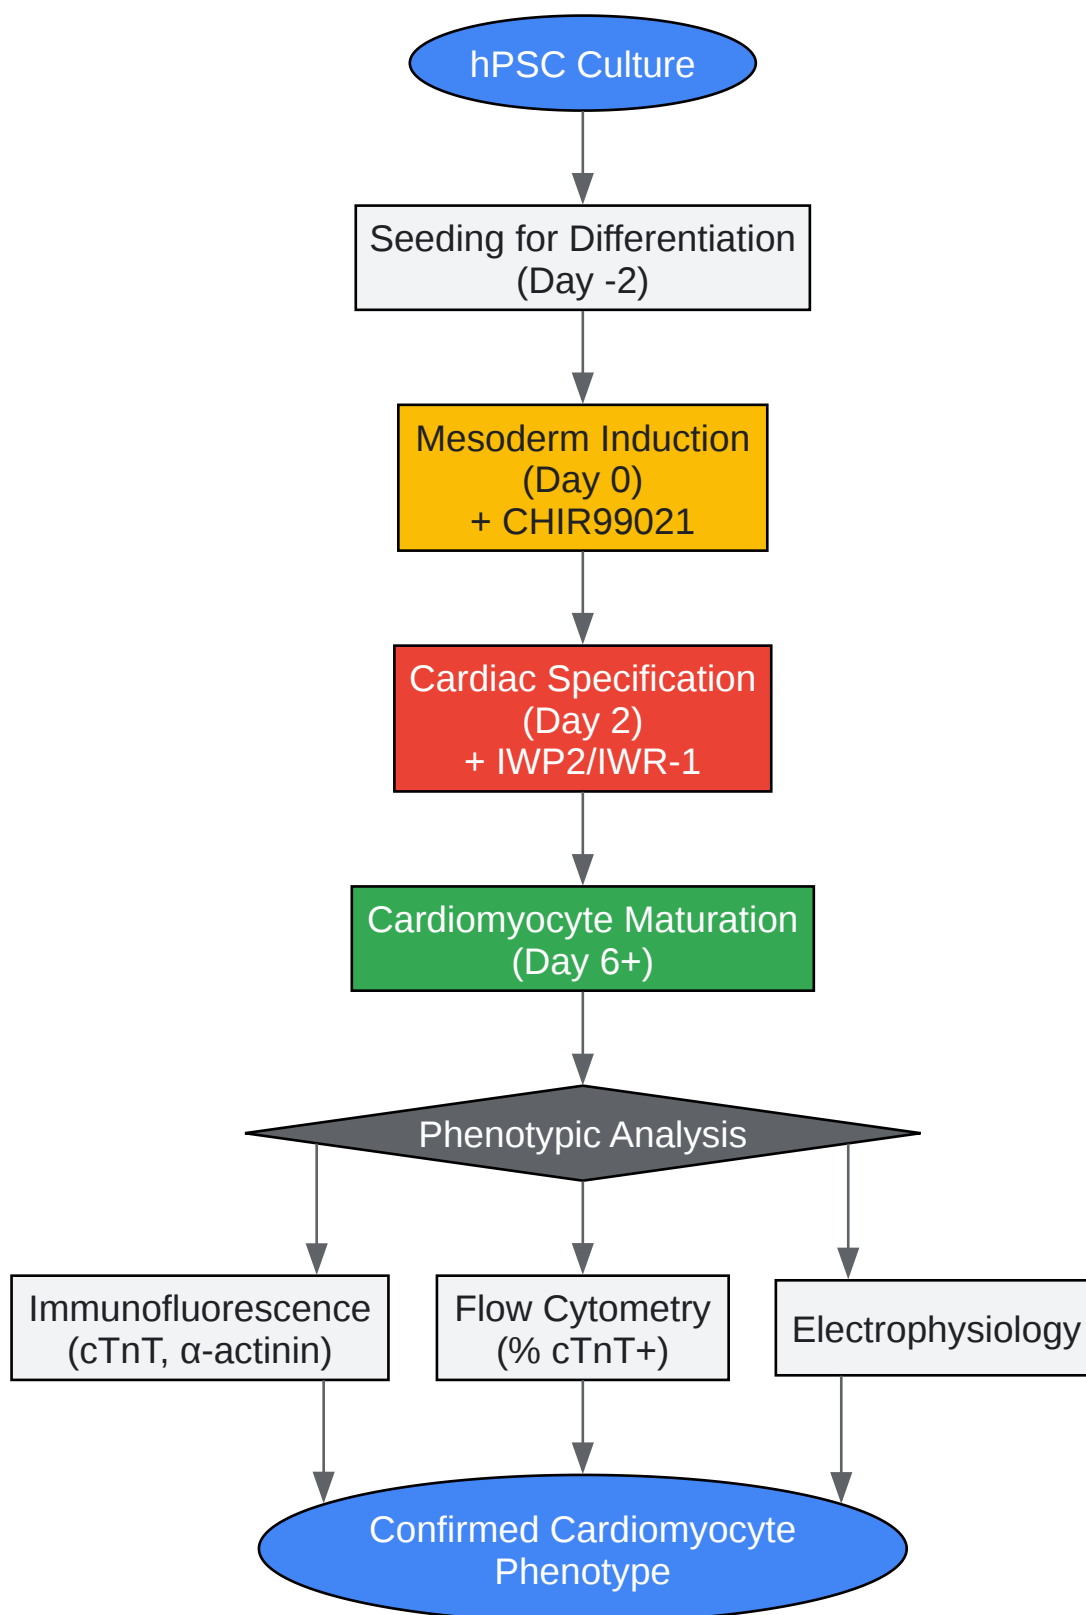 hPSC Culture
Seeding for Differentiation
(Day -2)
Mesoderm Induction
(Day 0)
+ CHIR99021
Cardiac Specification
(Day 2)
+ IWP2/IWR-1
Cardiomyocyte Maturation
(Day 6+)
Phenotypic Analysis
Immunofluorescence
(cTnT, α-actinin)
Flow Cytometry
(% cTnT+)
Electrophysiology
Confirmed Cardiomyocyte
Phenotype